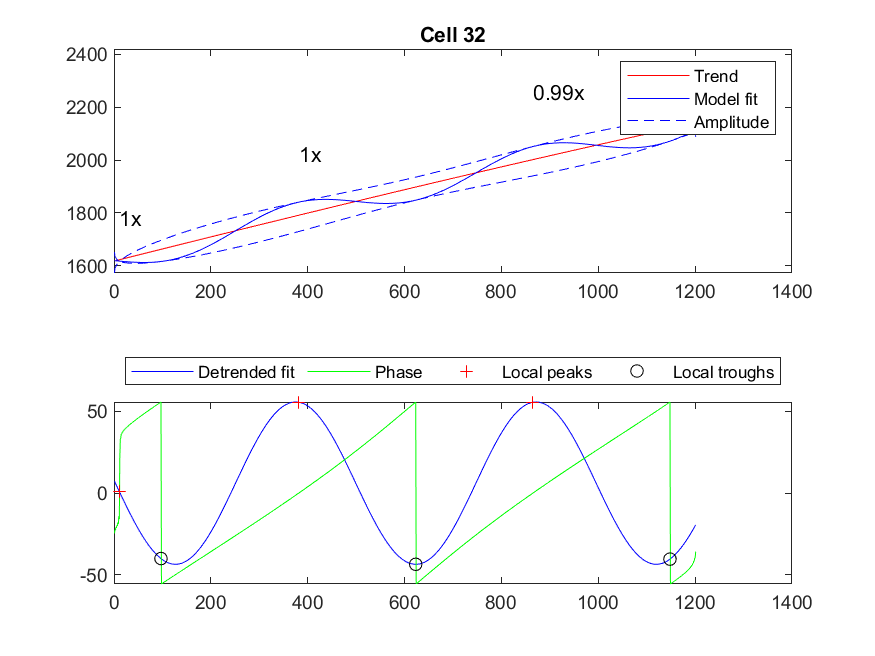 Cell 32
2400
2200
2000
1800
1600
0 200 400 600 800 1000 1200 1400
1x
1x
0.99x
Trend
Model fit
Amplitude
Detrended fit Phase Local peaks Local troughs
50
0
-50
0 200 400 600 800 1000 1200 1400